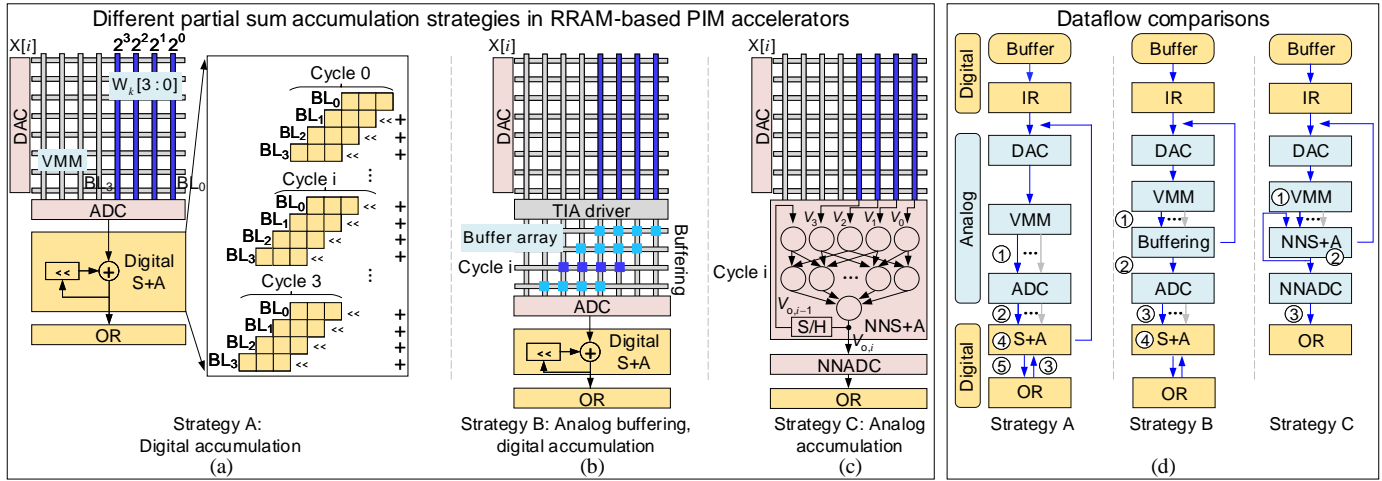 Different partial sum accumulation strategies in RRAM-based PIM accelerators
X[i]
2³ 2² 2¹ 2⁰
DAC
Wₖ[3:0]
VMM
BL₃
BL₀
ADC
<<
+
Digital
S+A
OR
Cycle 0
BL₀
BL₁
<<
+
BL₂
<<
+
BL₃
<<
+
⋮
Cycle i
BL₀
<<
+
BL₁
<<
+
BL₂
<<
+
BL₃
<<
+
⋮
Cycle 3
BL₀
<<
+
BL₁
<<
+
BL₂
<<
+
BL₃
<<
+
Strategy A:
Digital accumulation
(a)
X[i]
DAC
TIA driver
Buffer array
Cycle i
Buffering
ADC
<<
+
Digital
S+A
OR
Strategy B: Analog buffering,
digital accumulation
(b)
X[i]
DAC
V₃ V₂ V₁ V₀
Cycle i
...
...
Vₒ,ᵢ₋₁
S/H
NNS+A
Vₒ,ᵢ
NNADC
OR
Strategy C: Analog
accumulation
(c)
Dataflow comparisons
Digital
Analog
Digital
Buffer
IR
DAC
VMM
①
...
ADC
②
...
④ S+A
⑤
③
OR
Strategy A
Buffer
IR
DAC
VMM
①
...
Buffering
②
ADC
③
...
④ S+A
OR
Strategy B
Buffer
IR
DAC
① VMM
...
NNS+A
②
NNADC
③
OR
Strategy C
(d)